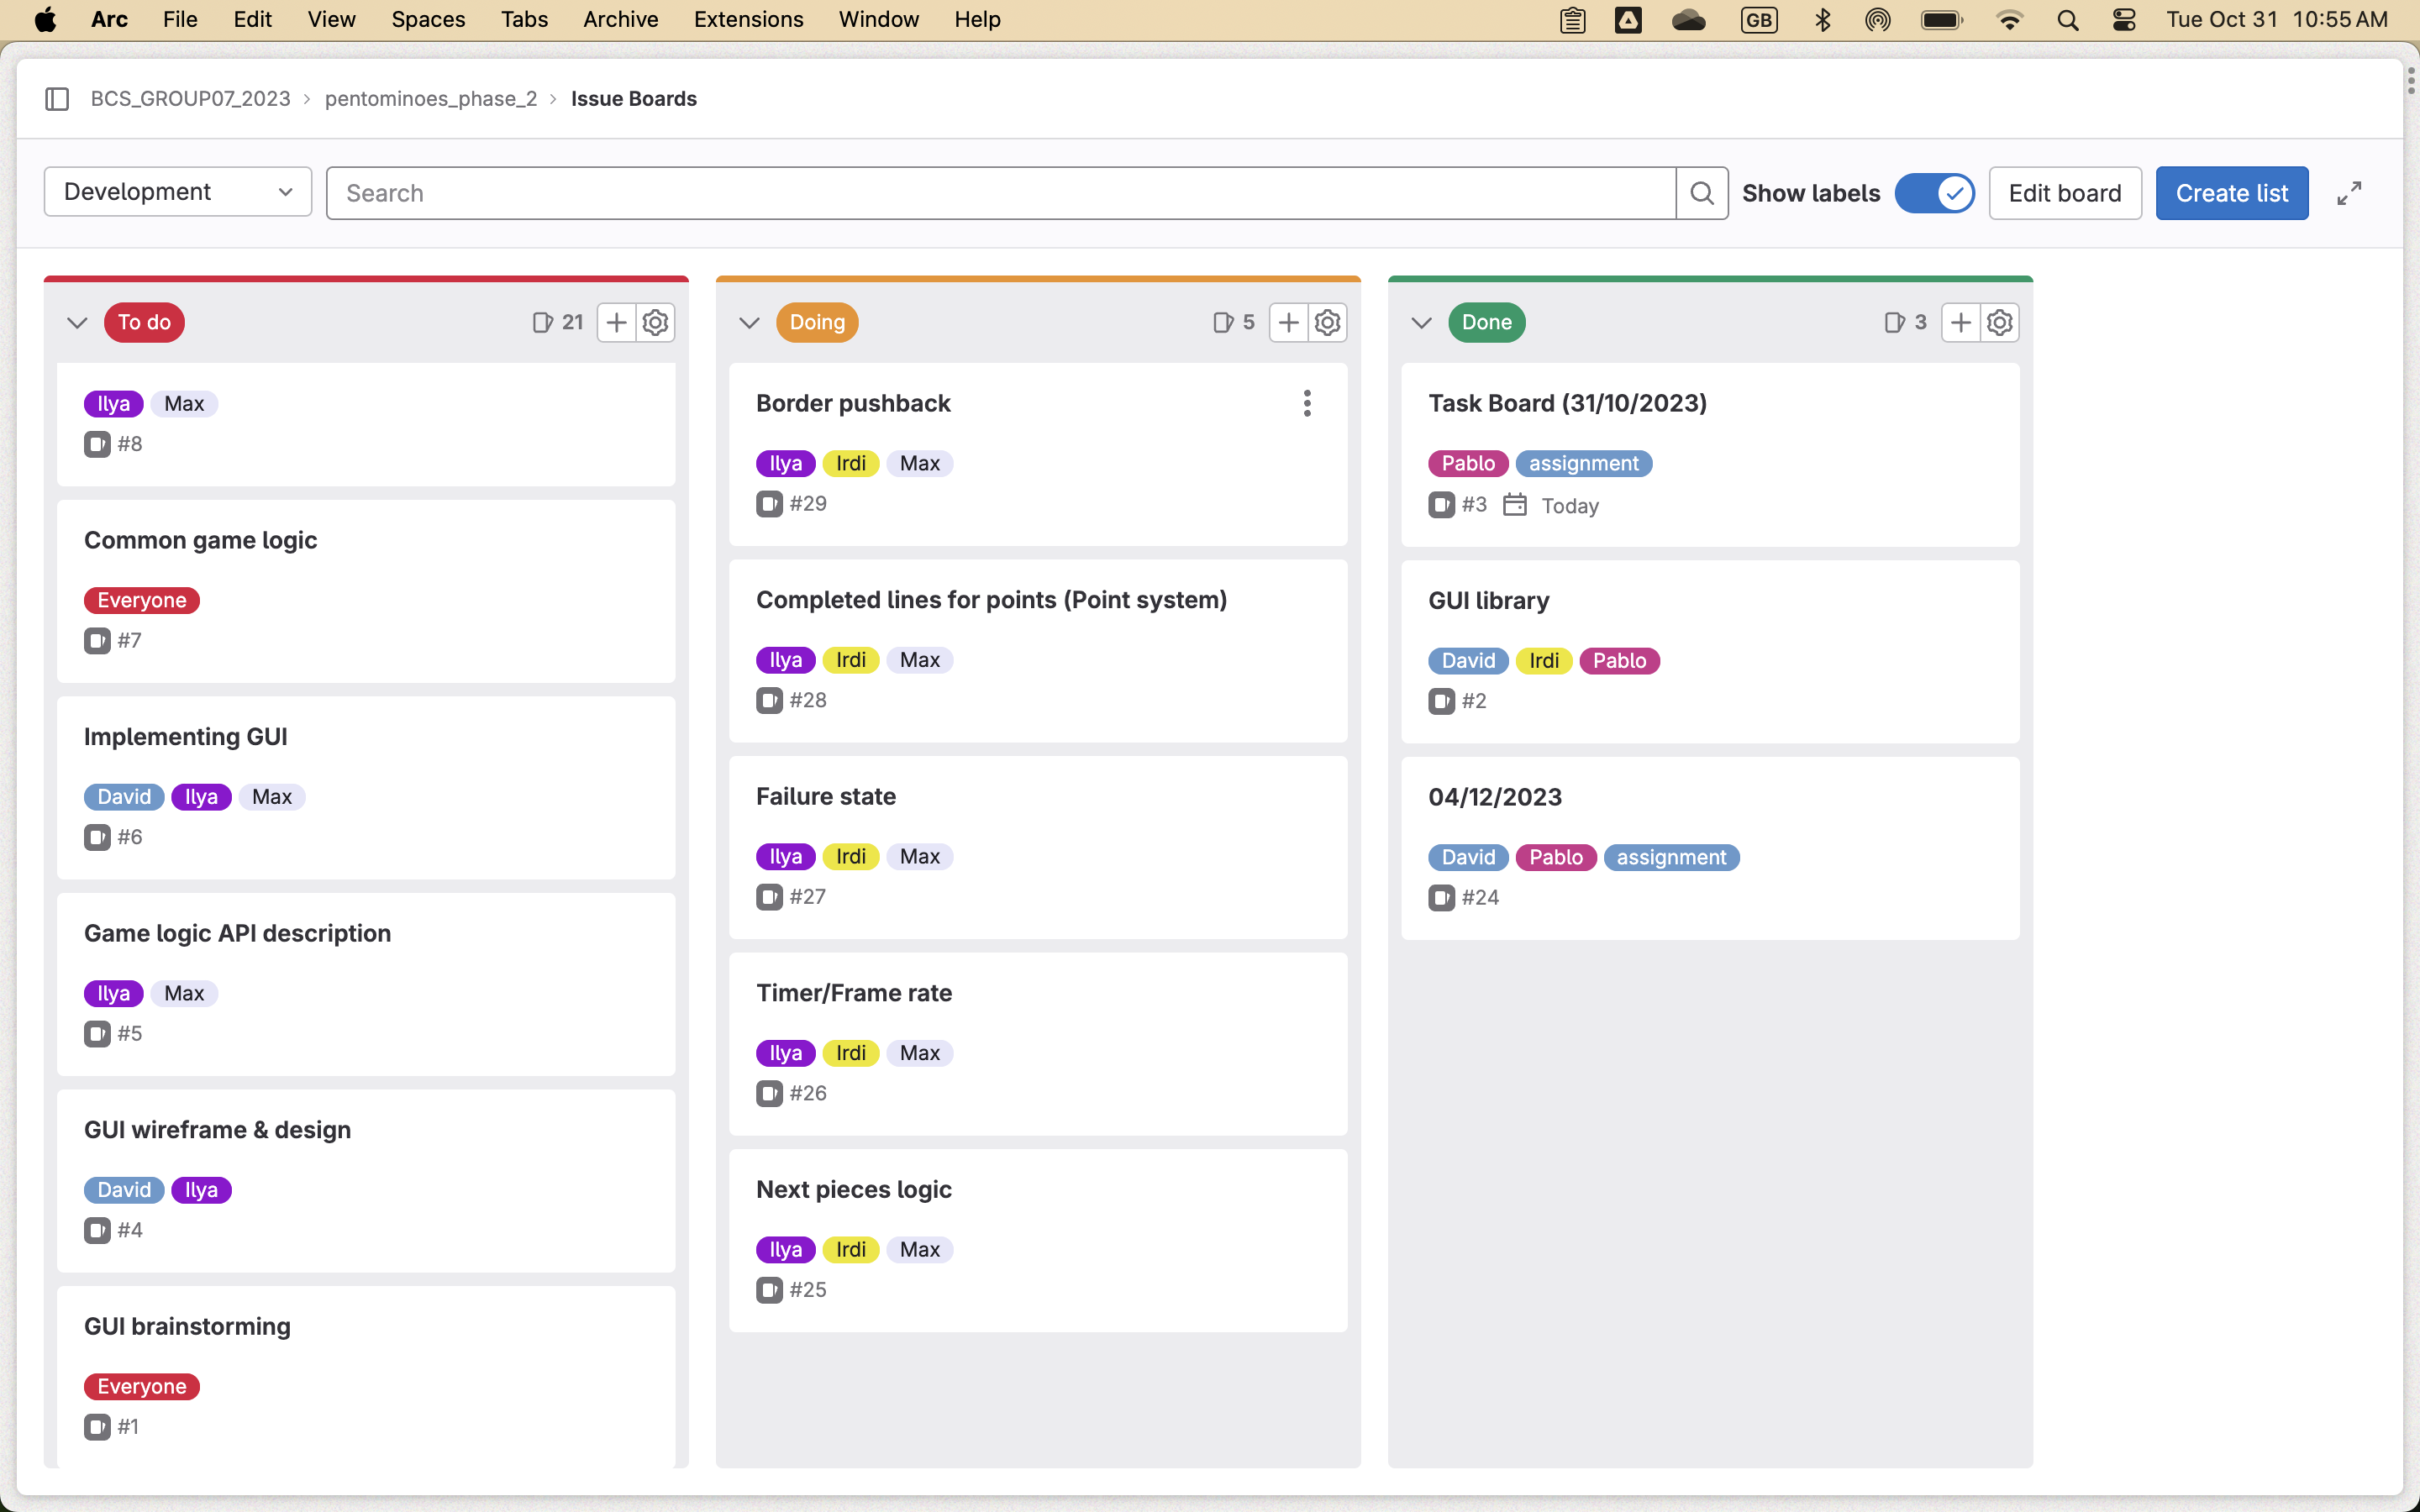 Arc File Edit View Spaces Tabs Archive Extensions Window Help GB Tue Oct 31 10:55 AM
BCS_GROUP07_2023 › pentominoes_phase_2 › Issue Boards
Development Search Show labels Edit board Create list
To do 21
Ilya Max
#8
Common game logic
Everyone
#7
Implementing GUI
David Ilya Max
#6
Game logic API description
Ilya Max
#5
GUI wireframe & design
David Ilya
#4
GUI brainstorming
Everyone
#1
Doing 5
Border pushback
Ilya Irdi Max
#29
Completed lines for points (Point system)
Ilya Irdi Max
#28
Failure state
Ilya Irdi Max
#27
Timer/Frame rate
Ilya Irdi Max
#26
Next pieces logic
Ilya Irdi Max
#25
Done 3
Task Board (31/10/2023)
Pablo assignment
#3 Today
GUI library
David Irdi Pablo
#2
04/12/2023
David Pablo assignment
#24